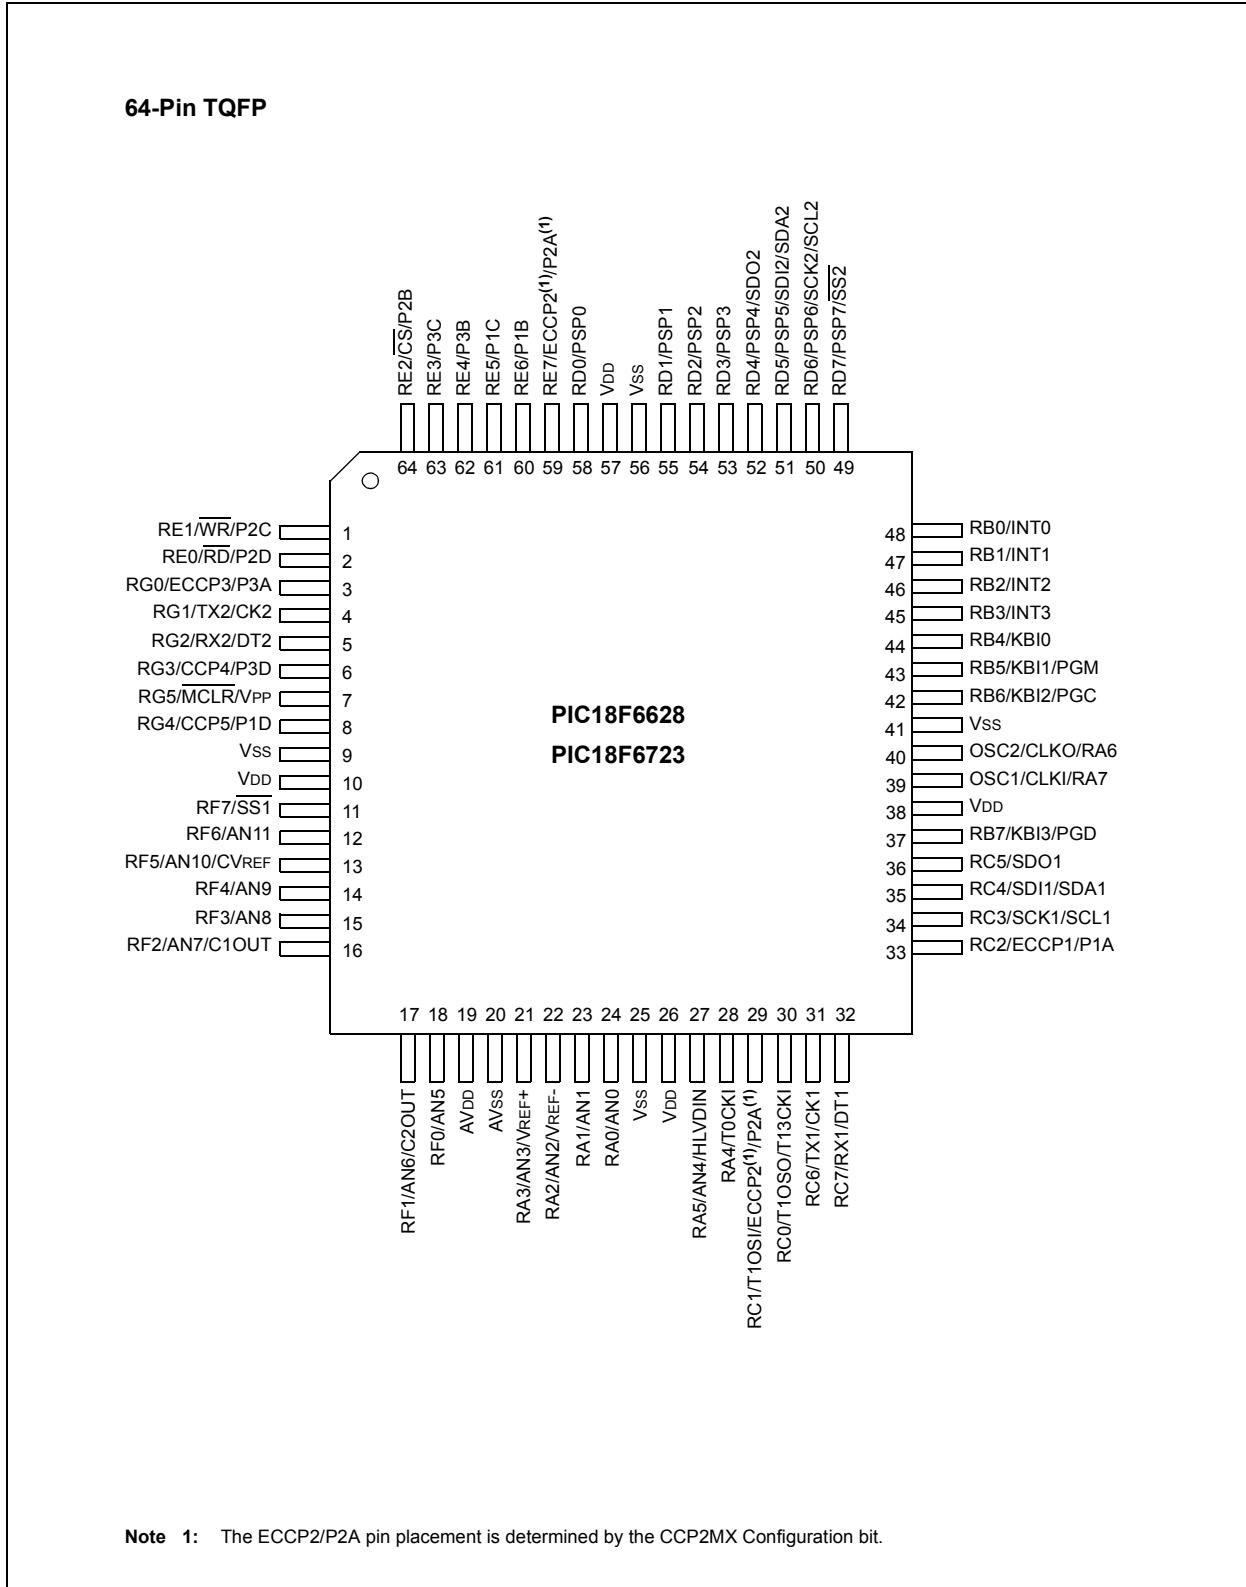 64-Pin TQFP
RE2/CS/P2B
RE3/P3C
RE4/P3B
RE5/P1C
RE6/P1B
RE7/ECCP2(1)/P2A(1)
RD0/PSP0
VDD
VSS
RD1/PSP1
RD2/PSP2
RD3/PSP3
RD4/PSP4/SDO2
RD5/PSP5/SDI2/SDA2
RD6/PSP6/SCK2/SCL2
RD7/PSP7/SS2
64 63 62 61 60 59 58 57 56 55 54 53 52 51 50 49
RE1/WR/P2C 1
RE0/RD/P2D 2
RG0/ECCP3/P3A 3
RG1/TX2/CK2 4
RG2/RX2/DT2 5
RG3/CCP4/P3D 6
RG5/MCLR/VPP 7
RG4/CCP5/P1D 8
VSS 9
VDD 10
RF7/SS1 11
RF6/AN11 12
RF5/AN10/CVREF 13
RF4/AN9 14
RF3/AN8 15
RF2/AN7/C1OUT 16
PIC18F6628
PIC18F6723
48 RB0/INT0
47 RB1/INT1
46 RB2/INT2
45 RB3/INT3
44 RB4/KBI0
43 RB5/KBI1/PGM
42 RB6/KBI2/PGC
41 VSS
40 OSC2/CLKO/RA6
39 OSC1/CLKI/RA7
38 VDD
37 RB7/KBI3/PGD
36 RC5/SDO1
35 RC4/SDI1/SDA1
34 RC3/SCK1/SCL1
33 RC2/ECCP1/P1A
17 18 19 20 21 22 23 24 25 26 27 28 29 30 31 32
RF1/AN6/C2OUT
RF0/AN5
AVDD
AVSS
RA3/AN3/VREF+
RA2/AN2/VREF-
RA1/AN1
RA0/AN0
VSS
VDD
RA5/AN4/HLVDIN
RA4/T0CKI
RC1/T1OSI/ECCP2(1)/P2A(1)
RC0/T1OSO/T13CKI
RC6/TX1/CK1
RC7/RX1/DT1
Note 1: The ECCP2/P2A pin placement is determined by the CCP2MX Configuration bit.